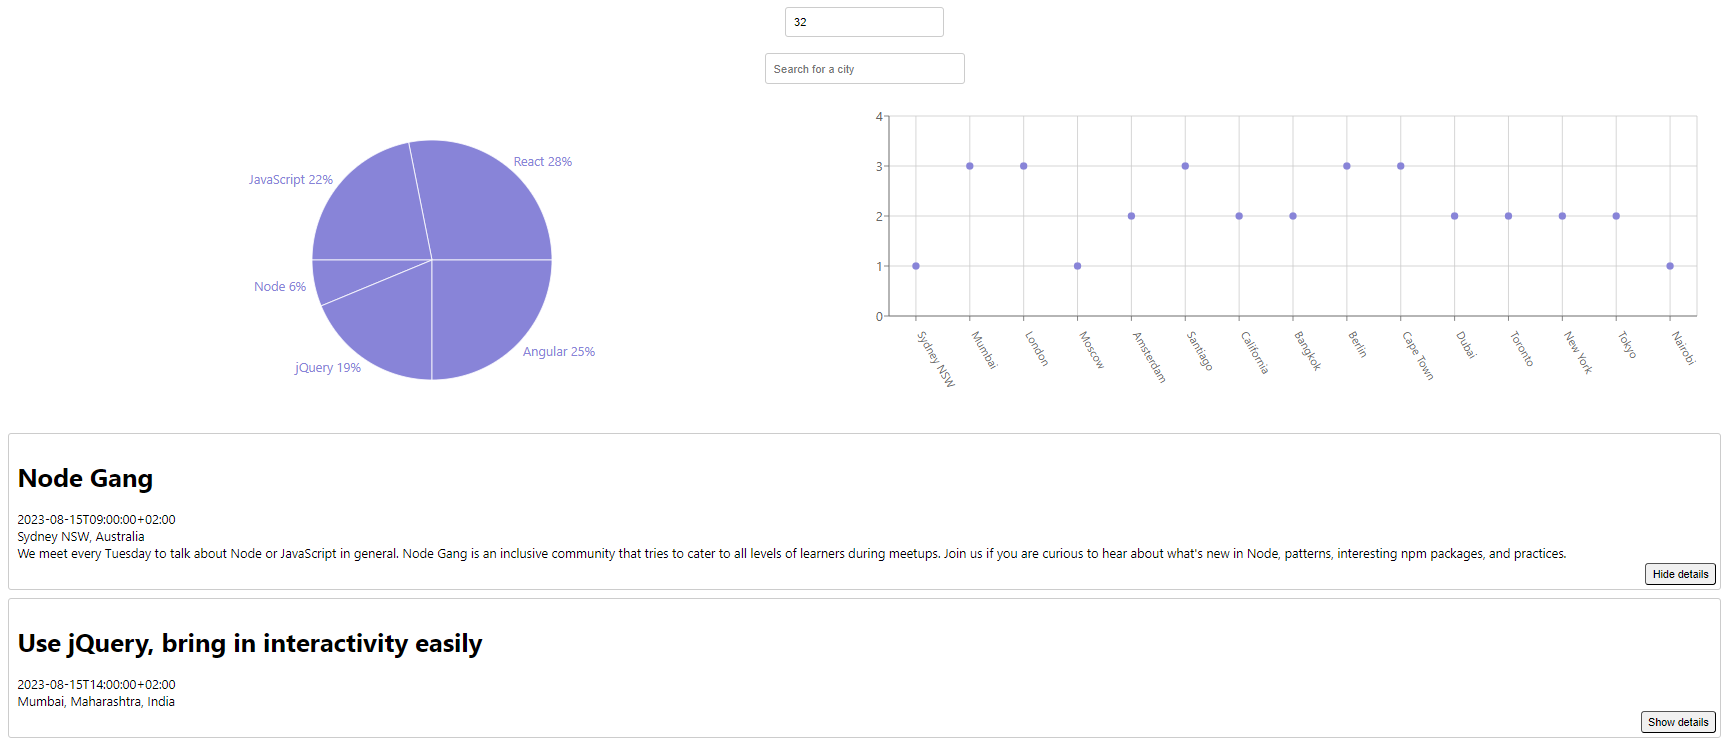 32
Search for a city
React 28%
JavaScript 22%
Node 6%
jQuery 19%
Angular 25%
4
3
2
1
0
Sydney NSW
Mumbai
London
Moscow
Amsterdam
Santiago
California
Bangkok
Berlin
Cape Town
Dubai
Toronto
New York
Tokyo
Nairobi
Node Gang
2023-08-15T09:00:00+02:00
Sydney NSW, Australia
We meet every Tuesday to talk about Node or JavaScript in general. Node Gang is an inclusive community that tries to cater to all levels of learners during meetups. Join us if you are curious to hear about what's new in Node, patterns, interesting npm packages, and practices.
Hide details
Use jQuery, bring in interactivity easily
2023-08-15T14:00:00+02:00
Mumbai, Maharashtra, India
Show details